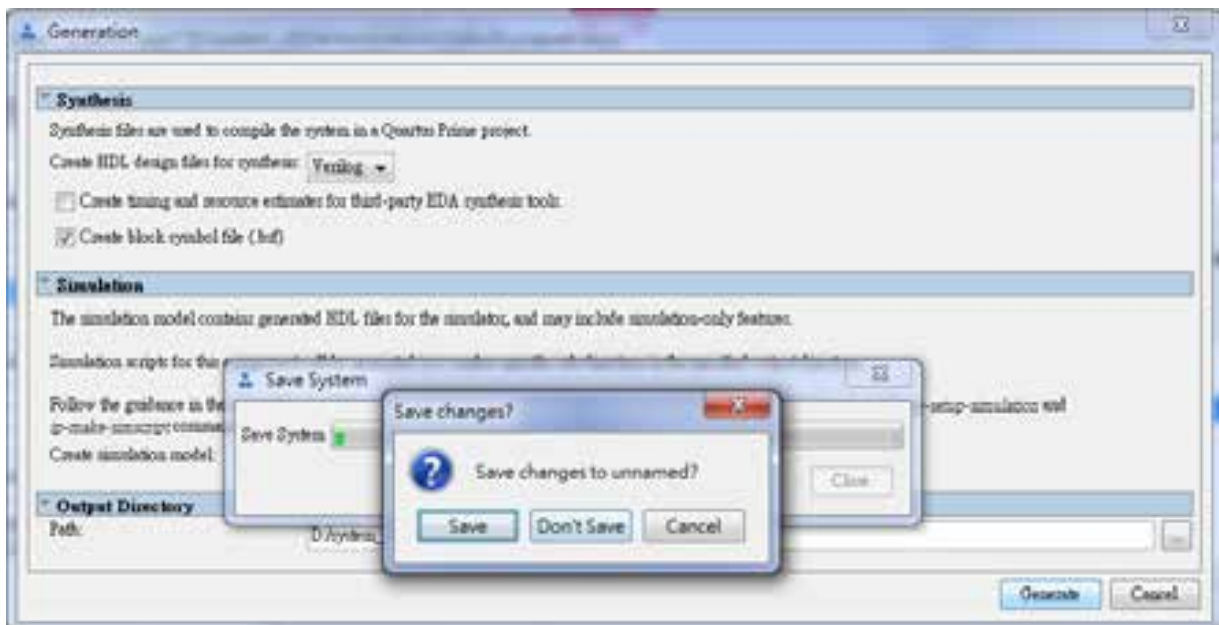 Generation
Synthesis
Synthesis files are used to compile the system in a Quartus Prime project.
Create HDL design files for synthesis: Verilog
Create timing and resource estimates for third-party EDA synthesis tools.
Create block symbol file (.bsf)
Simulation
The simulation model contains generated HDL files for the simulator, and may include simulation-only features.
Simulation scripts for this
Follow the guidance in the -setup-simulation and
ip-make-simscript
Create simulation model:
Save System
Save System
Close
Save changes?
Save changes to unnamed?
Save Don't Save Cancel
Output Directory
Path:
Generate Cancel